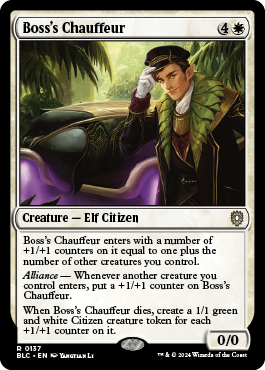 Boss's Chauffeur 4
Creature — Elf Citizen
Boss's Chauffeur enters with a number of
+1/+1 counters on it equal to one plus the
number of other creatures you control.
Alliance — Whenever another creature you
control enters, put a +1/+1 counter on Boss's
Chauffeur.
When Boss's Chauffeur dies, create a 1/1 green
and white Citizen creature token for each
+1/+1 counter on it.
0/0
R 0137
BLC • EN Yangtian Li
™ & © 2024 Wizards of the Coast